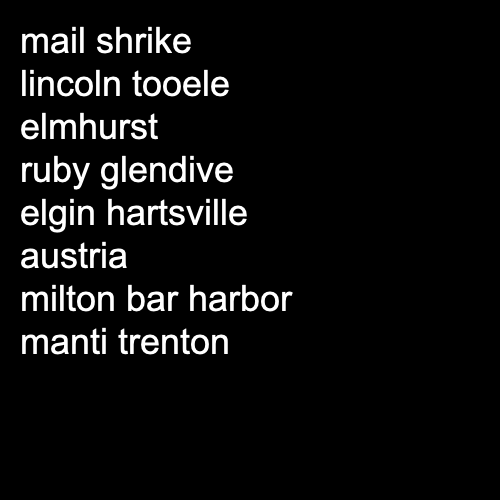 mail shrike
lincoln tooele
elmhurst
ruby glendive
elgin hartsville
austria
milton bar harbor
manti trenton